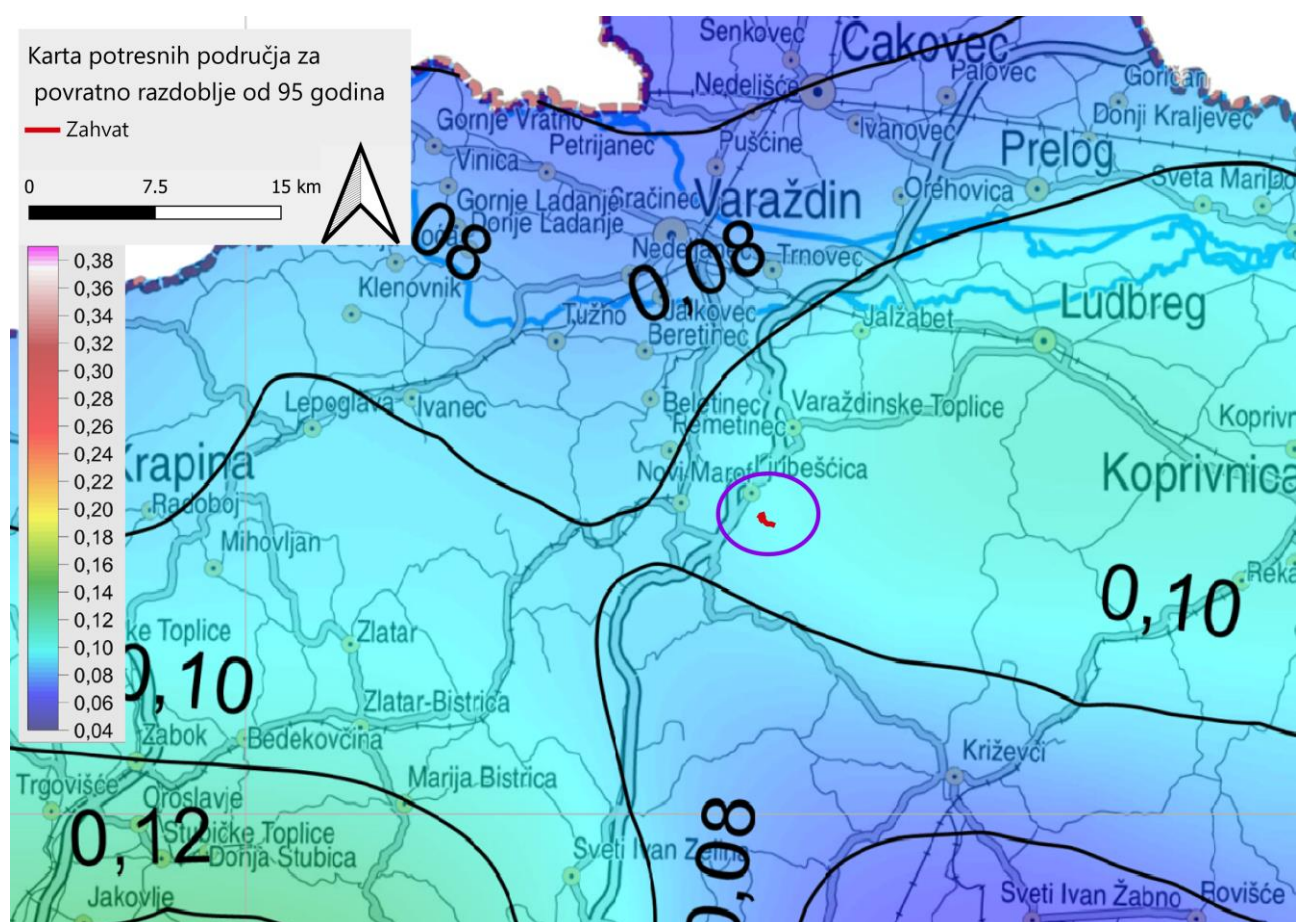 Karta potresnih područja za
povratno razdoblje od 95 godina
Zahvat
0 7.5 15 km
0,38
0,36
0,34
0,32
0,30
0,28
0,26
0,24
0,22
0,20
0,18
0,16
0,14
0,12
0,10
0,08
0,06
0,04
Senkovec
Čakovec
Nedelišće
Palovec
Goričan
Gornje Vratno
Petrijanec
Ivanovec
Donji Kraljevec
Vinica
Pušćine
Prelog
Gornje Ladanje
Varaždin
Orehovica
Donje Ladanje
08
0,08
Trnovec
Klenovnik
Tužno
Jalkovec
Jalžabet
Ludbreg
Beretinec
Lepoglava
Ivanec
Beletinec
Varaždinske Toplice
Remetinec
Krapina
Novi Marof
Ljubešćica
Koprivnica
Radoboj
Mihovljan
0,10
Zlatar
0,10
Zlatar-Bistrica
Zabok
Bedekovčina
Križevci
Trgovišće
Marija Bistrica
Oroslavje
0,12
Stubičke Toplice
Donja Stubica
Sveti Ivan Zelina
0,08
Jakovlje
Sveti Ivan Žabno
Rovišće